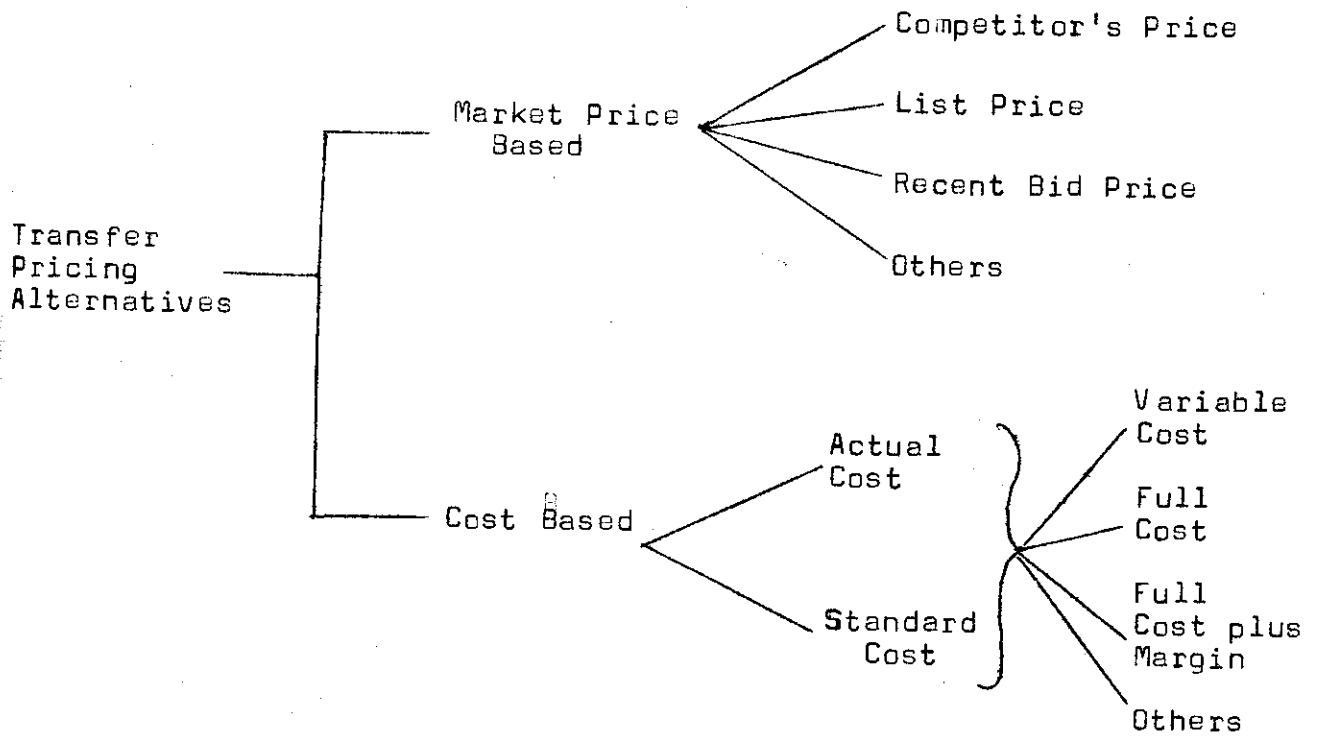 Transfer
Pricing
Alternatives
Market Price
Based
Competitor's Price
List Price
Recent Bid Price
Others
Cost Based
Actual
Cost
Standard
Cost
Variable
Cost
Full
Cost
Full
Cost plus
Margin
Others